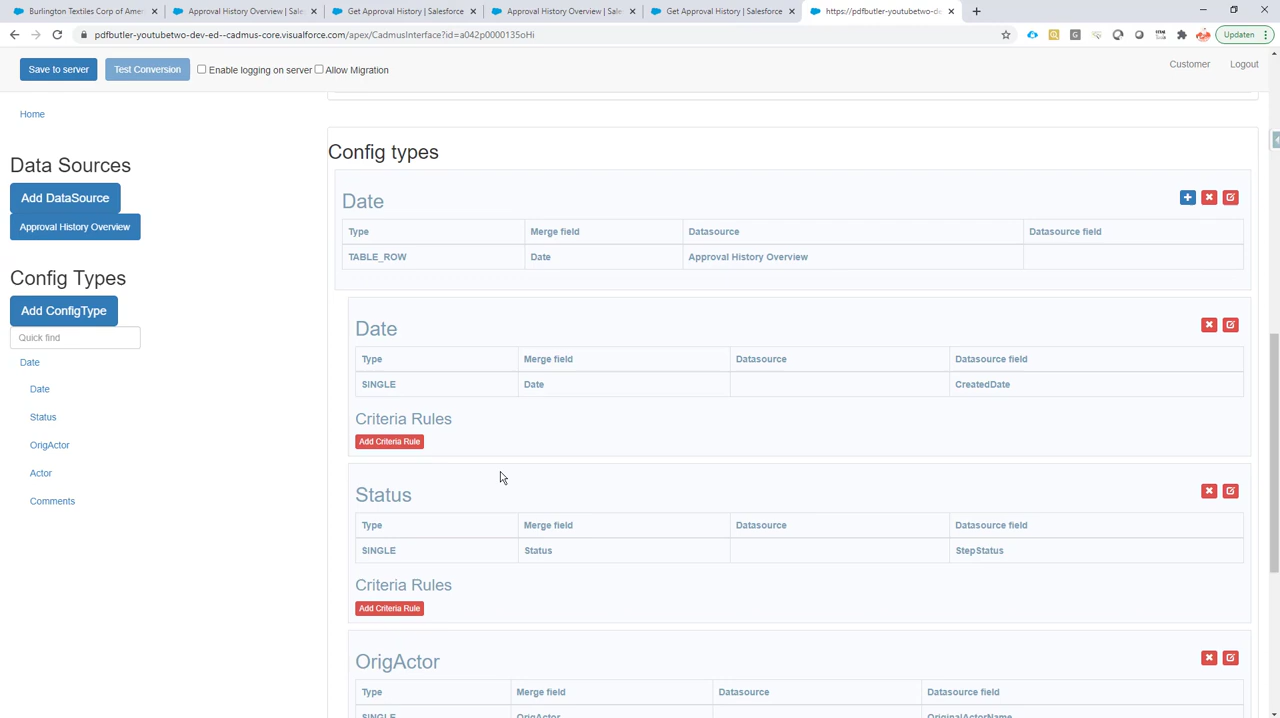 Burlington Textiles Corp of Amer
Approval History Overview | Sale
Get Approval History | Salesforce
Approval History Overview | Sale
Get Approval History | Salesforce
https://pdfbutler-youtubetwo-de
pdfbutler-youtubetwo-dev-ed--cadmus-core.visualforce.com/apex/CadmusInterface?id=a042p0000135oHi
Updaten
Save to server
Test Conversion
Enable logging on server
Allow Migration
Customer
Logout
Home
Data Sources
Add DataSource
Approval History Overview
Config Types
Add ConfigType
Quick find
Date
Date
Status
OrigActor
Actor
Comments
Config types
Date
Type Merge field Datasource Datasource field
TABLE_ROW Date Approval History Overview
Date
Type Merge field Datasource Datasource field
SINGLE Date CreatedDate
Criteria Rules
Add Criteria Rule
Status
Type Merge field Datasource Datasource field
SINGLE Status StepStatus
Criteria Rules
Add Criteria Rule
OrigActor
Type Merge field Datasource Datasource field
SINGLE OrigActor OriginalActorName